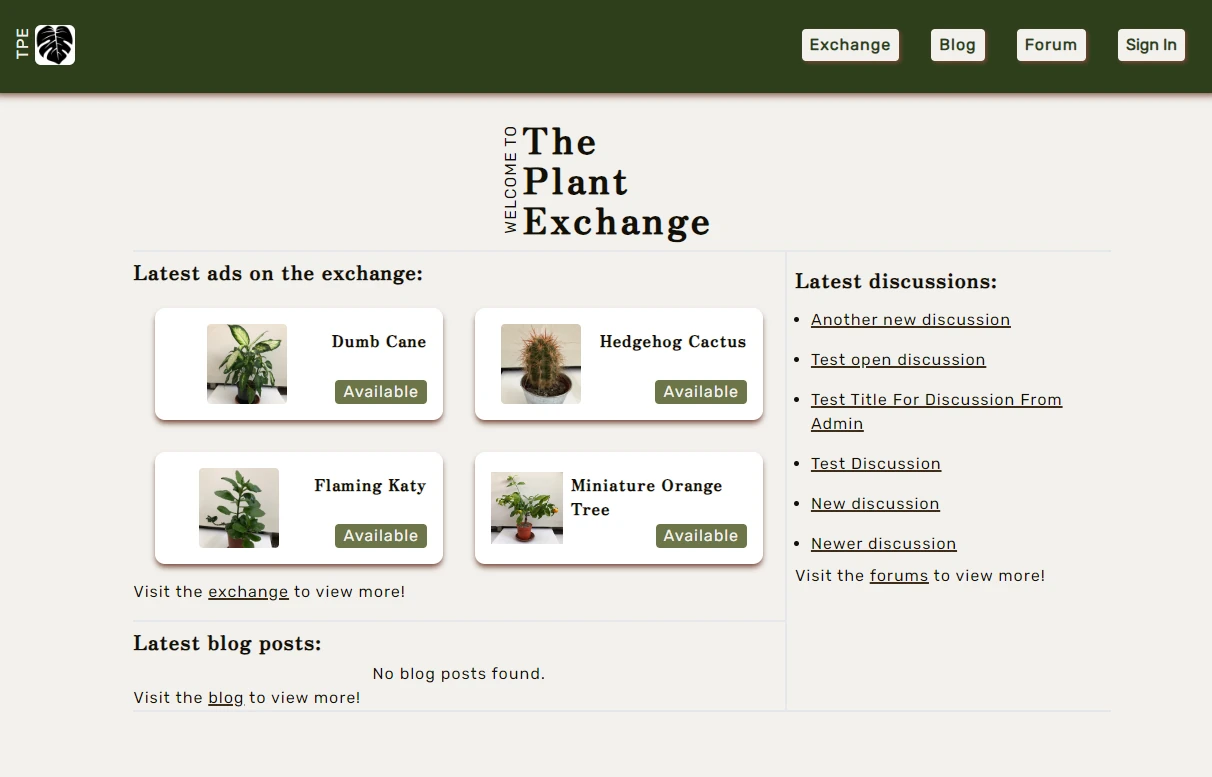 TPE
Exchange
Blog
Forum
Sign In
WELCOME TO
The
Plant
Exchange
Latest ads on the exchange:
Dumb Cane
Available
Hedgehog Cactus
Available
Flaming Katy
Available
Miniature Orange
Tree
Available
Visit the exchange to view more!
Latest blog posts:
No blog posts found.
Visit the blog to view more!
Latest discussions:
Another new discussion
Test open discussion
Test Title For Discussion From
Admin
Test Discussion
New discussion
Newer discussion
Visit the forums to view more!